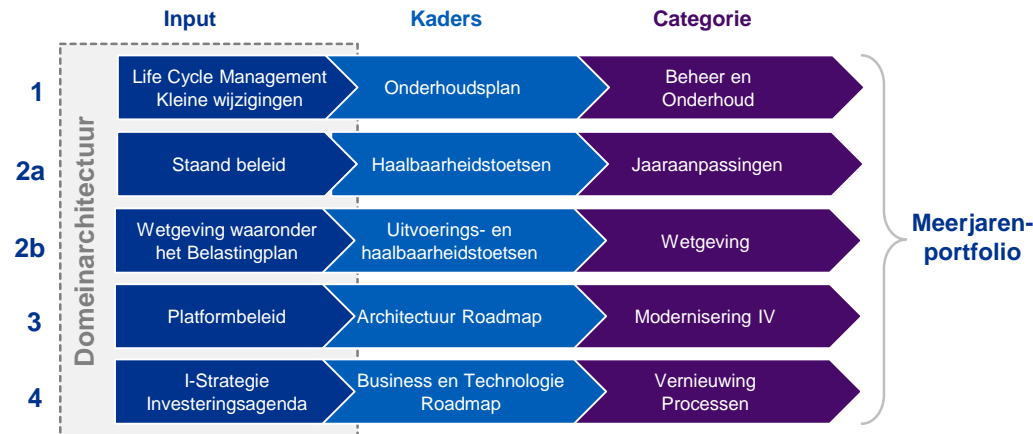 Input
Kaders
Categorie
Domeinarchitectuur
1
Life Cycle Management
Kleine wijzigingen
Onderhoudsplan
Beheer en
Onderhoud
2a
Staand beleid
Haalbaarheidstoetsen
Jaaraanpassingen
2b
Wetgeving waaronder
het Belastingplan
Uitvoerings- en
haalbaarheidstoetsen
Wetgeving
3
Platformbeleid
Architectuur Roadmap
Modernisering IV
4
I-Strategie
Investeringsagenda
Business en Technologie
Roadmap
Vernieuwing
Processen
Meerjaren-
portfolio